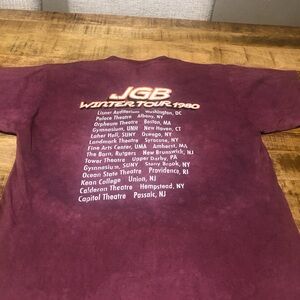 JGB
WINTER TOUR 1980
Lisner Auditorium Washington, DC
Palace Theatre Albany, NY
Orpheum Theatre Boston, MA
Gymnasium, UNH New Haven, CT
Laher Hall, SUNY Oswego, NY
Landmark Theatre Syracuse, NY
Fine Arts Center, UMA Amherst, MA
The Barn, Rutgers New Brunswick, NJ
Tower Theatre Upper Darby, PA
Gymnasium, SUNY Stony Brook, NY
Ocean State Theatre Providence, RI
Kean College Union, NJ
Calderon Theatre Hempstead, NY
Capitol Theatre Passaic, NJ